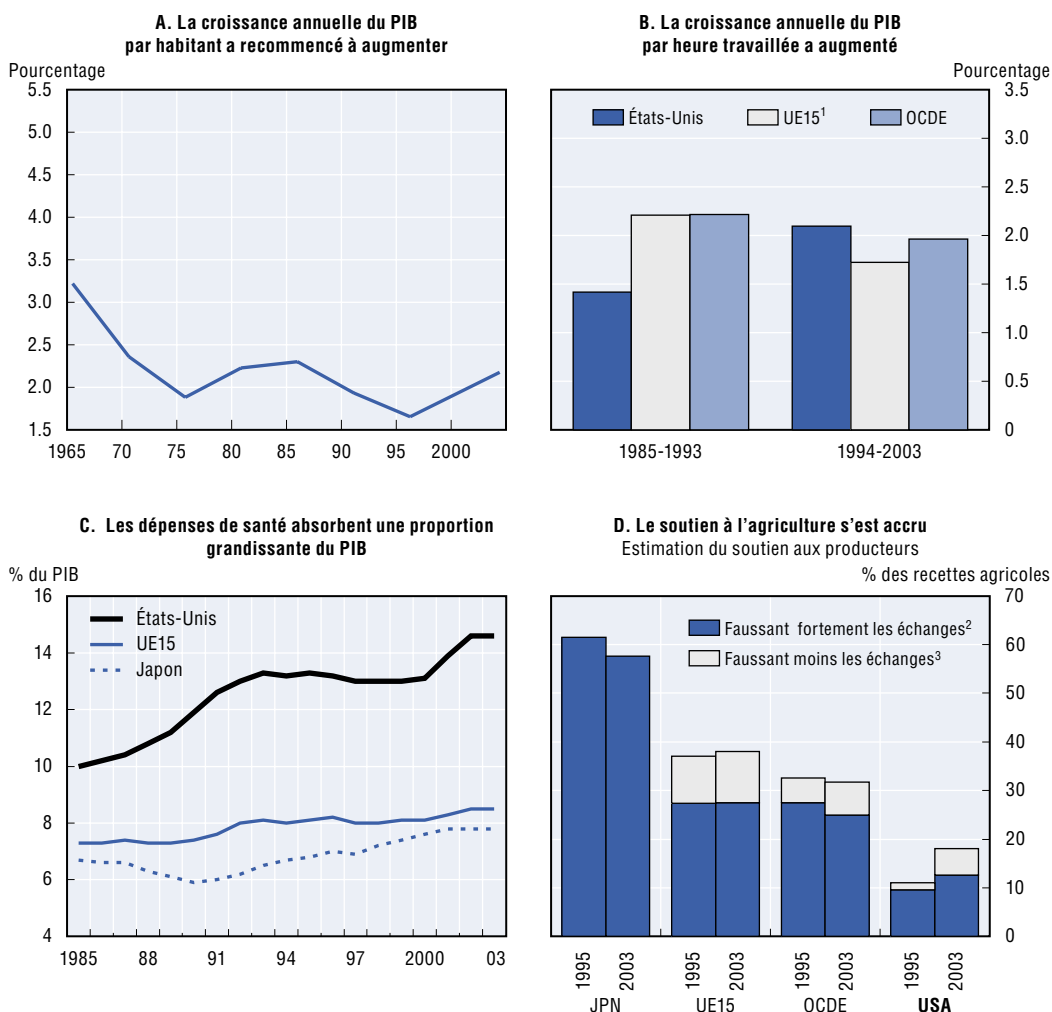 A. La croissance annuelle du PIB
par habitant a recommencé à augmenter
Pourcentage
5.5
5.0
4.5
4.0
3.5
3.0
2.5
2.0
1.5
1965 70 75 80 85 90 95 2000
B. La croissance annuelle du PIB
par heure travaillée a augmenté
Pourcentage
3.5
3.0
2.5
2.0
1.5
1.0
0.5
0
États-Unis UE15¹ OCDE
1985-1993 1994-2003
C. Les dépenses de santé absorbent une proportion
grandissante du PIB
% du PIB
16
14
12
10
8
6
4
États-Unis
UE15
Japon
1985 88 91 94 97 2000 03
D. Le soutien à l’agriculture s’est accru
Estimation du soutien aux producteurs
% des recettes agricoles
70
60
50
40
30
20
10
0
Faussant fortement les échanges²
Faussant moins les échanges³
1995 2003 1995 2003 1995 2003 1995 2003
JPN UE15 OCDE USA